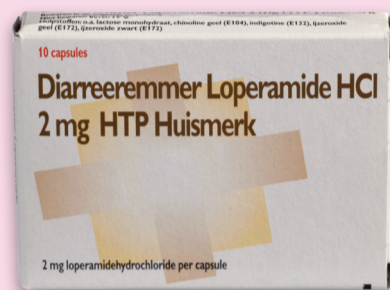 Hulpstoffen: o.a. lactose monohydraat, chinoline geel (E104), indigotine (E132), ijzeroxide
geel (E172), ijzeroxide zwart (E172)
10 capsules
Diarreeremmer Loperamide HCl
2 mg HTP Huismerk
2 mg loperamidehydrochloride per capsule